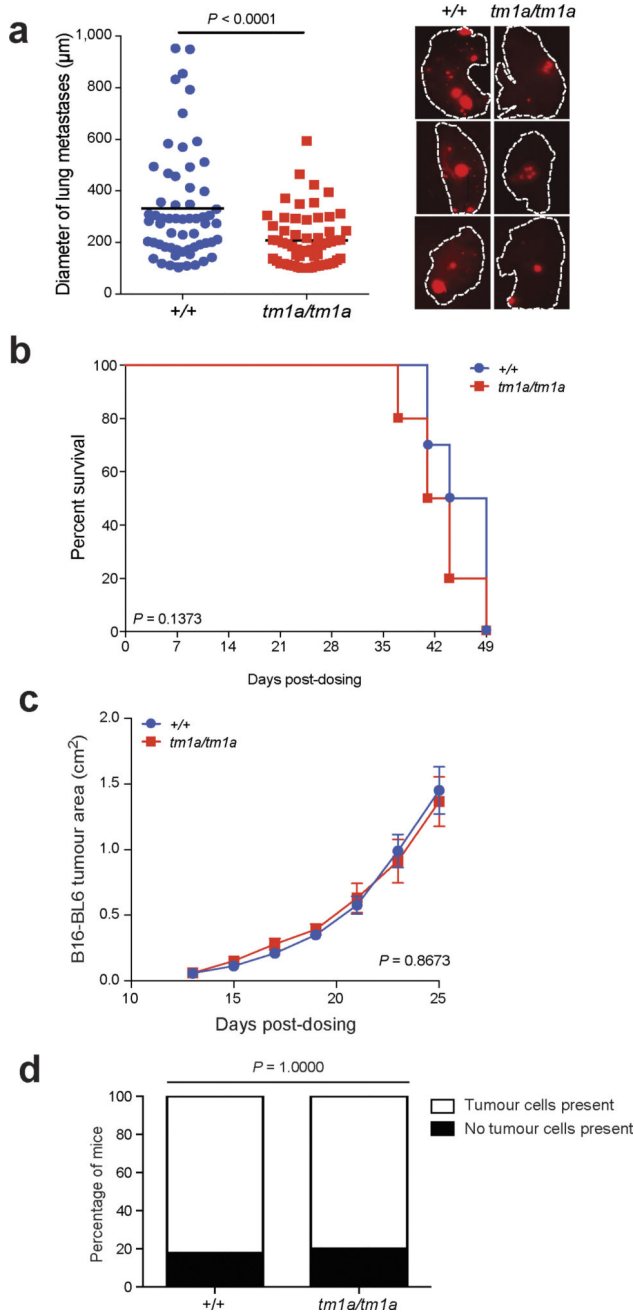 a
P < 0.0001
+/+ tm1a/tm1a
1,000
800
600
400
200
0
Diameter of lung metastases (µm)
+/+ tm1a/tm1a
b
+/+
tm1a/tm1a
100
80
60
40
20
0
Percent survival
P = 0.1373
0 7 14 21 28 35 42 49
Days post-dosing
c
+/+
tm1a/tm1a
2.0
1.5
1.0
0.5
0.0
B16-BL6 tumour area (cm²)
P = 0.8673
10 15 20 25
Days post-dosing
d
P = 1.0000
100
80
60
40
20
0
Percentage of mice
Tumour cells present
No tumour cells present
+/+ tm1a/tm1a